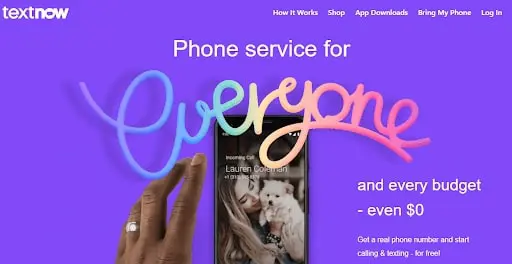 textnow
How It Works Shop App Downloads Bring My Phone Log In
Phone service for
Everyone
Incoming Call
Lauren Coleman
and every budget
- even $0
Get a real phone number and start
calling & texting - for free!